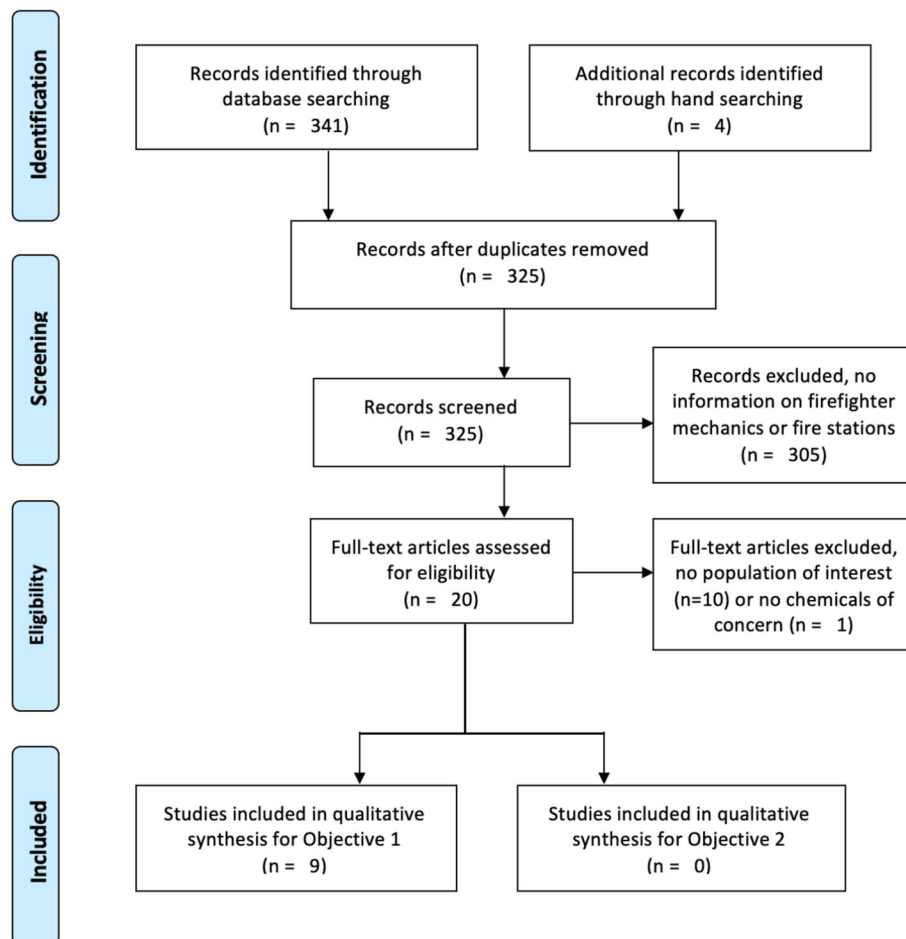 Identification
Records identified through
database searching
(n = 341)
Additional records identified
through hand searching
(n = 4)
Records after duplicates removed
(n = 325)
Screening
Records screened
(n = 325)
Records excluded, no
information on firefighter
mechanics or fire stations
(n = 305)
Eligibility
Full-text articles assessed
for eligibility
(n = 20)
Full-text articles excluded,
no population of interest
(n=10) or no chemicals of
concern (n = 1)
Included
Studies included in qualitative
synthesis for Objective 1
(n = 9)
Studies included in qualitative
synthesis for Objective 2
(n = 0)